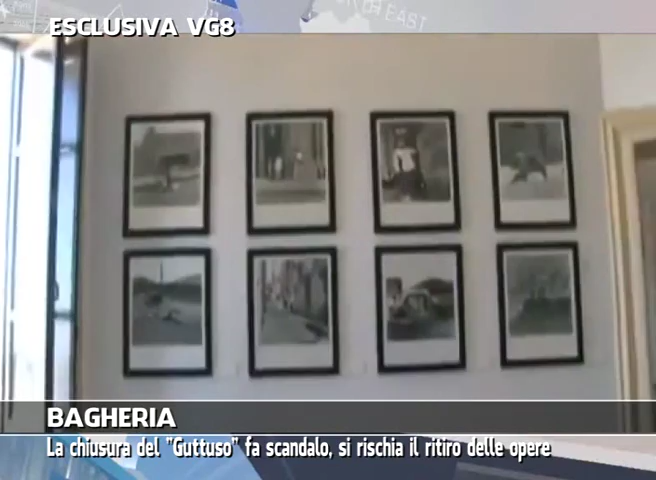 ESCLUSIVA VG8
BAGHERIA
La chiusura del "Guttuso" fa scandalo, si rischia il ritiro delle opere